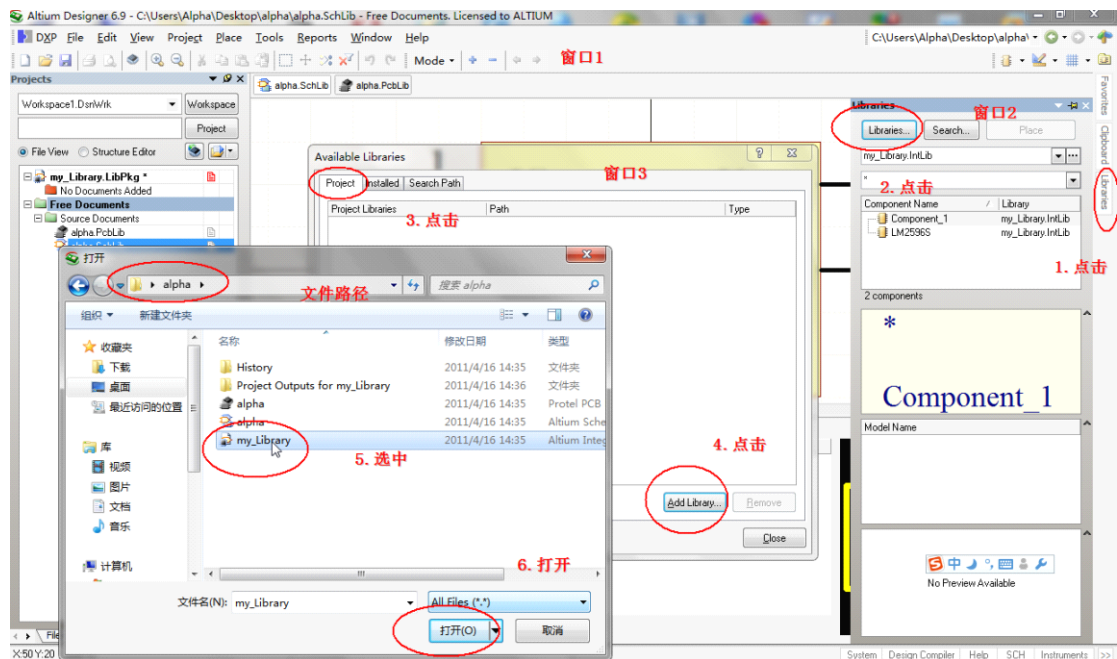 Altium Designer 6.9 - C:\Users\Alpha\Desktop\alpha\alpha.SchLib - Free Documents. Licensed to ALTIUM
DXP File Edit View Project Place Tools Reports Window Help
C:\Users\Alpha\Desktop\alpha\
Mode
窗口1
Projects
alpha.SchLib alpha.PcbLib
Workspace1.DsnWrk Workspace
Project
File View Structure Editor
my_Library.LibPkg *
No Documents Added
Free Documents
Source Documents
alpha.PcbLib
alpha.SchLib
Available Libraries
窗口3
Project Installed Search Path
Project Libraries Path Type
3. 点击
4. 点击
Add Library... Remove
Close
打开
alpha
文件路径
搜索 alpha
组织 新建文件夹
收藏夹
下载
桌面
最近访问的位置
库
视频
图片
文档
音乐
计算机
名称 修改日期 类型
History 2011/4/16 14:35 文件夹
Project Outputs for my_Library 2011/4/16 14:36 文件夹
alpha 2011/4/16 14:35 Protel PCB
alpha 2011/4/16 14:35 Altium Sche
my_Library 2011/4/16 14:35 Altium Integ
5. 选中
6. 打开
文件名(N): my_Library All Files (*.*)
打开(O) 取消
Libraries
窗口2
Libraries... Search... Place
my_Library.IntLib
*
2. 点击
Component Name / Library
Component_1 my_Library.IntLib
LM2596S my_Library.IntLib
1. 点击
2 components
*
Component_1
Model Name
中
No Preview Available
Favorites
Clipboard
Libraries
File
X:50 Y:20
System Design Compiler Help SCH Instruments >>